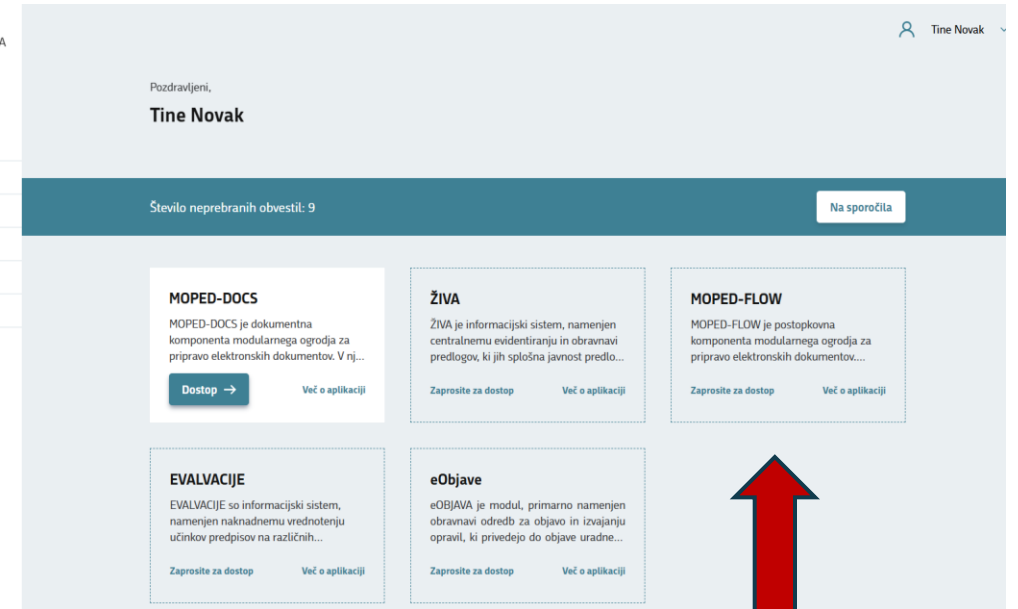 A
Tine Novak
Pozdravljeni,
Tine Novak
Število neprebranih obvestil: 9
Na sporočila
MOPED-DOCS
MOPED-DOCS je dokumentna
komponenta modularnega ogrodja za
pripravo elektronskih dokumentov. V nj...
Dostop →
Več o aplikaciji
ŽIVA
ŽIVA je informacijski sistem, namenjen
centralnemu evidentiranju in obravnavi
predlogov, ki jih splošna javnost predlo...
Zaprosite za dostop
Več o aplikaciji
MOPED-FLOW
MOPED-FLOW je postopkovna
komponenta modularnega ogrodja za
pripravo elektronskih dokumentov....
Zaprosite za dostop
Več o aplikaciji
EVALVACIJE
EVALVACIJE so informacijski sistem,
namenjen naknadnemu vrednotenju
učinkov predpisov na različnih...
Zaprosite za dostop
Več o aplikaciji
eObjave
eOBJAVA je modul, primarno namenjen
obravnavi odredb za objavo in izvajanju
opravil, ki privedejo do objave uradne...
Zaprosite za dostop
Več o aplikaciji